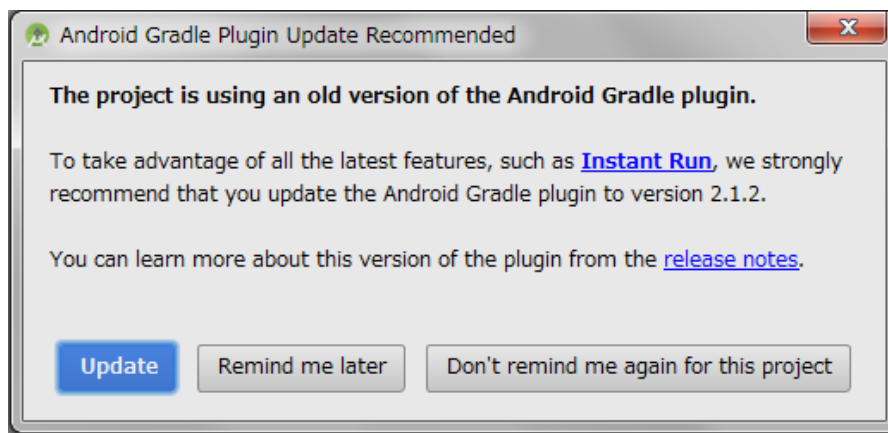 Android Gradle Plugin Update Recommended
The project is using an old version of the Android Gradle plugin.
To take advantage of all the latest features, such as Instant Run, we strongly
recommend that you update the Android Gradle plugin to version 2.1.2.
You can learn more about this version of the plugin from the release notes.
Update Remind me later Don't remind me again for this project